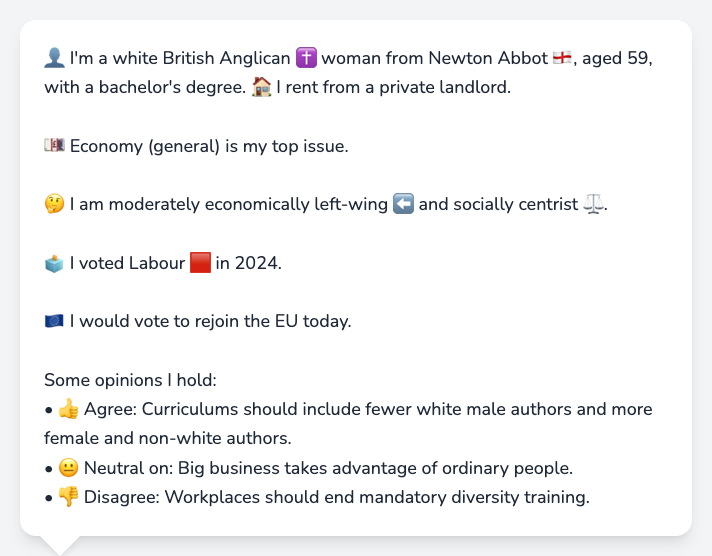 👤 I'm a white British Anglican ✝️ woman from Newton Abbot 🏴󠁧󠁢󠁥󠁮󠁧󠁿, aged 59,
with a bachelor's degree. 🏠 I rent from a private landlord.
💷 Economy (general) is my top issue.
🤔 I am moderately economically left-wing ⬅️ and socially centrist ⚖️.
🗳️ I voted Labour 🟥 in 2024.
🇪🇺 I would vote to rejoin the EU today.
Some opinions I hold:
• 👍 Agree: Curriculums should include fewer white male authors and more
female and non-white authors.
• 😐 Neutral on: Big business takes advantage of ordinary people.
• 👎 Disagree: Workplaces should end mandatory diversity training.